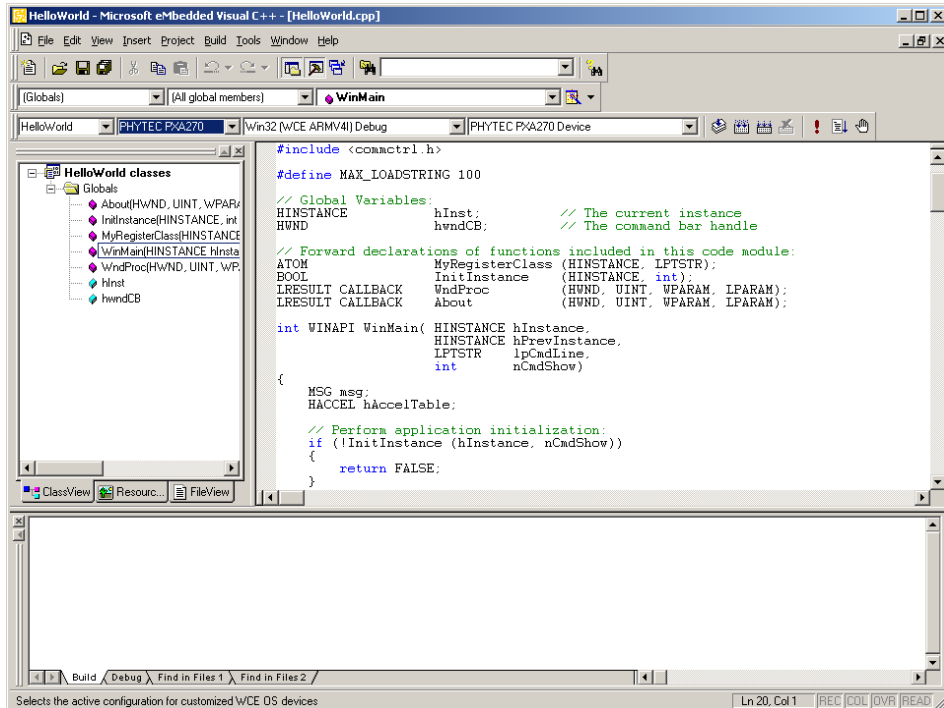 HelloWorld - Microsoft eMbedded Visual C++ - [HelloWorld.cpp]
File Edit View Insert Project Build Tools Window Help
(Globals) (All global members) WinMain
HelloWorld PHYTEC PXA270 Win32 (WCE ARMV4I) Debug PHYTEC PXA270 Device
HelloWorld classes
Globals
About(HWND, UINT, WPARA
InitInstance(HINSTANCE, int
MyRegisterClass(HINSTANCE
WinMain(HINSTANCE hInsta
WndProc(HWND, UINT, WP.
hInst
hwndCB
ClassView Resourc... FileView
#include <commctrl.h>
#define MAX_LOADSTRING 100
// Global Variables:
HINSTANCE hInst; // The current instance
HWND hwndCB; // The command bar handle
// Forward declarations of functions included in this code module:
ATOM MyRegisterClass (HINSTANCE, LPTSTR);
BOOL InitInstance (HINSTANCE, int);
LRESULT CALLBACK WndProc (HWND, UINT, WPARAM, LPARAM);
LRESULT CALLBACK About (HWND, UINT, WPARAM, LPARAM);
int WINAPI WinMain( HINSTANCE hInstance,
HINSTANCE hPrevInstance,
LPTSTR lpCmdLine,
int nCmdShow)
{
MSG msg;
HACCEL hAccelTable;
// Perform application initialization:
if (!InitInstance (hInstance, nCmdShow))
{
return FALSE;
}
Build Debug Find in Files 1 Find in Files 2
Selects the active configuration for customized WCE OS devices Ln 20, Col 1 REC COL OVR READ